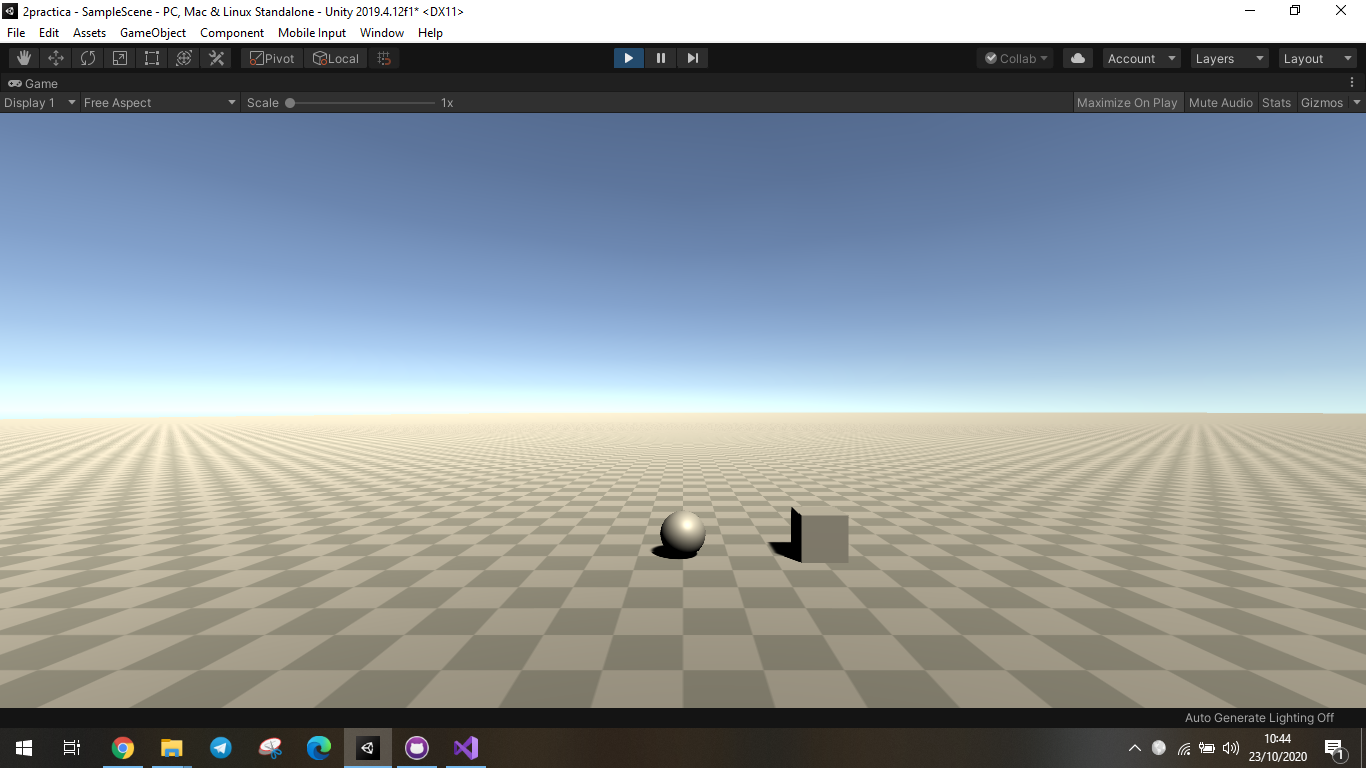 2practica - SampleScene - PC, Mac & Linux Standalone - Unity 2019.4.12f1* <DX11>
File Edit Assets GameObject Component Mobile Input Window Help
Pivot Local Collab Account Layers Layout
Game
Display 1 Free Aspect Scale 1x Maximize On Play Mute Audio Stats Gizmos
Auto Generate Lighting Off
10:44
23/10/2020
1